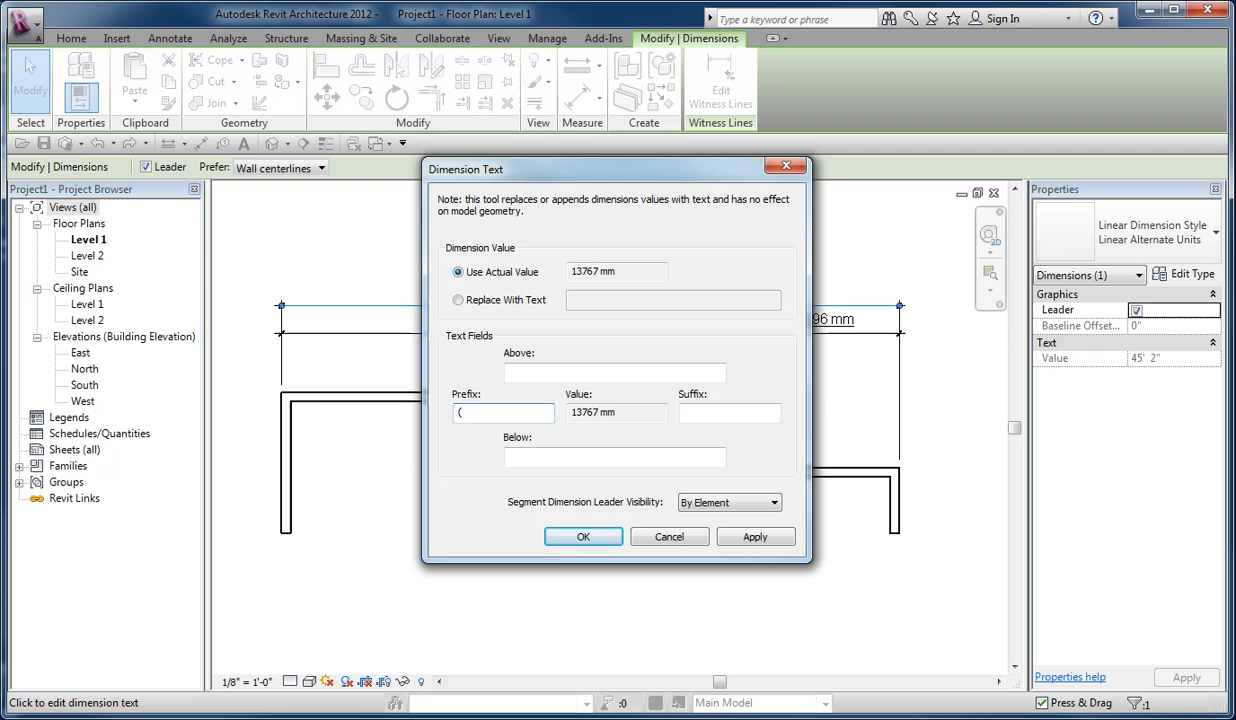 Autodesk Revit Architecture 2012 - Project1 - Floor Plan: Level 1
Type a keyword or phrase
Sign In
Home Insert Annotate Analyze Structure Massing & Site Collaborate View Manage Add-Ins Modify | Dimensions
Modify
Paste
Cope
Cut
Join
Edit
Witness Lines
Select Properties Clipboard Geometry Modify View Measure Create Witness Lines
Modify | Dimensions Leader Prefer: Wall centerlines
Project1 - Project Browser
Views (all)
Floor Plans
Level 1
Level 2
Site
Ceiling Plans
Level 1
Level 2
Elevations (Building Elevation)
East
North
South
West
Legends
Schedules/Quantities
Sheets (all)
Families
Groups
Revit Links
Dimension Text
Note: this tool replaces or appends dimensions values with text and has no effect
on model geometry.
Dimension Value
Use Actual Value 13767 mm
Replace With Text
Text Fields
Above:
Prefix: Value: Suffix:
( 13767 mm
Below:
Segment Dimension Leader Visibility: By Element
OK Cancel Apply
96 mm
2D
Properties
Linear Dimension Style
Linear Alternate Units
Dimensions (1) Edit Type
Graphics
Leader
Baseline Offset... 0"
Text
Value 45' 2"
Properties help Apply
1/8" = 1'-0"
Click to edit dimension text
:0 Main Model
Press & Drag :1